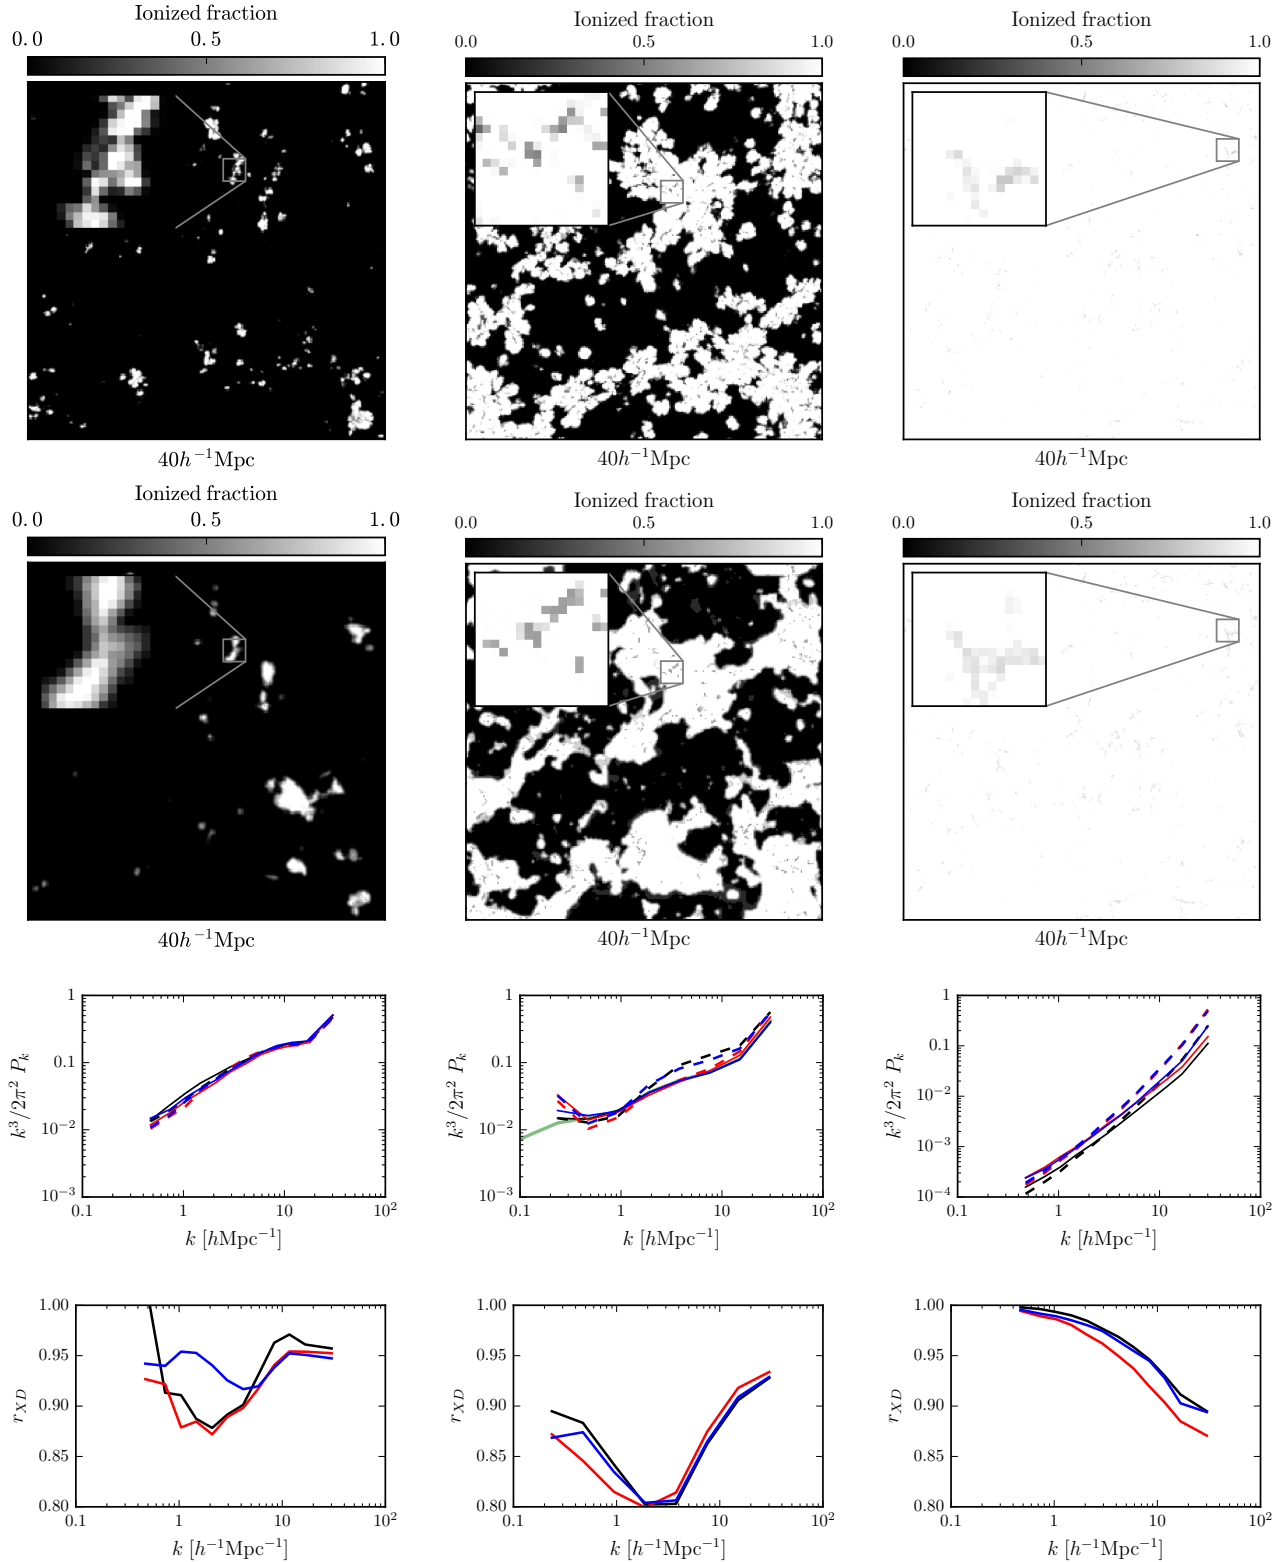 Ionized fraction
0.0 0.5 1.0
40h⁻¹Mpc
Ionized fraction
0.0 0.5 1.0
40h⁻¹Mpc
Ionized fraction
0.0 0.5 1.0
40h⁻¹Mpc
Ionized fraction
0.0 0.5 1.0
40h⁻¹Mpc
Ionized fraction
0.0 0.5 1.0
40h⁻¹Mpc
Ionized fraction
0.0 0.5 1.0
40h⁻¹Mpc
k³/2π² Pₖ
1
0.1
10⁻²
10⁻³
0.1 1 10 10²
k [hMpc⁻¹]
k³/2π² Pₖ
1
0.1
10⁻²
10⁻³
0.1 1 10 10²
k [hMpc⁻¹]
k³/2π² Pₖ
1
0.1
10⁻²
10⁻³
10⁻⁴
0.1 1 10 10²
k [hMpc⁻¹]
r_XD
1.00
0.95
0.90
0.85
0.80
0.1 1 10 10²
k [h⁻¹Mpc⁻¹]
r_XD
1.00
0.95
0.90
0.85
0.80
0.1 1 10 10²
k [h⁻¹Mpc⁻¹]
r_XD
1.00
0.95
0.90
0.85
0.80
0.1 1 10 10²
k [h⁻¹Mpc⁻¹]